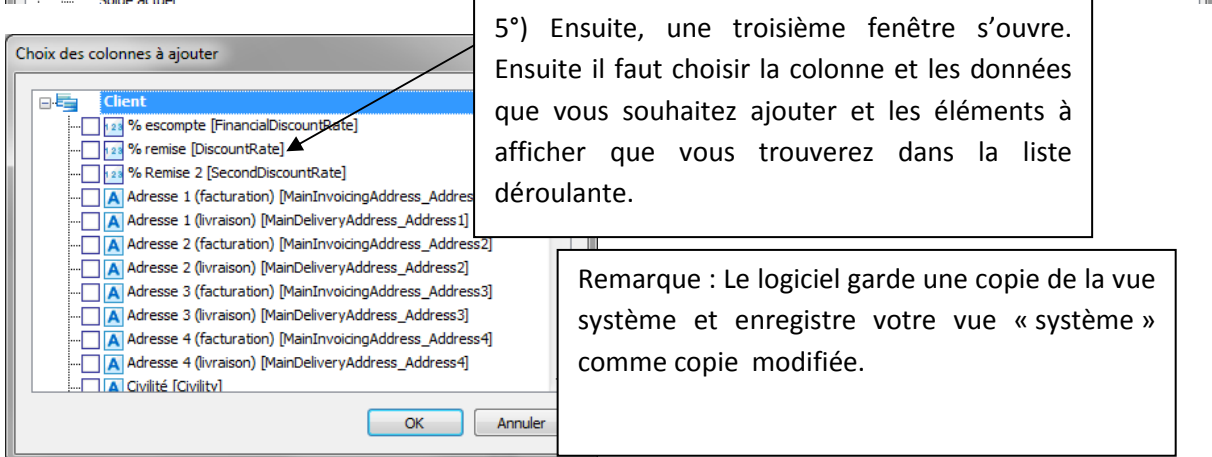 Solde actuel
5°) Ensuite, une troisième fenêtre s’ouvre.
Ensuite il faut choisir la colonne et les données
que vous souhaitez ajouter et les éléments à
afficher que vous trouverez dans la liste
déroulante.
Choix des colonnes à ajouter
Client
% escompte [FinancialDiscountRate]
% remise [DiscountRate]
% Remise 2 [SecondDiscountRate]
Adresse 1 (facturation) [MainInvoicingAddress_Addres
Adresse 1 (livraison) [MainDeliveryAddress_Address1]
Adresse 2 (facturation) [MainInvoicingAddress_Address2]
Adresse 2 (livraison) [MainDeliveryAddress_Address2]
Adresse 3 (facturation) [MainInvoicingAddress_Address3]
Adresse 3 (livraison) [MainDeliveryAddress_Address3]
Adresse 4 (facturation) [MainInvoicingAddress_Address4]
Adresse 4 (livraison) [MainDeliveryAddress_Address4]
Civilité [Civility]
OK Annuler
Remarque : Le logiciel garde une copie de la vue
système et enregistre votre vue « système »
comme copie modifiée.